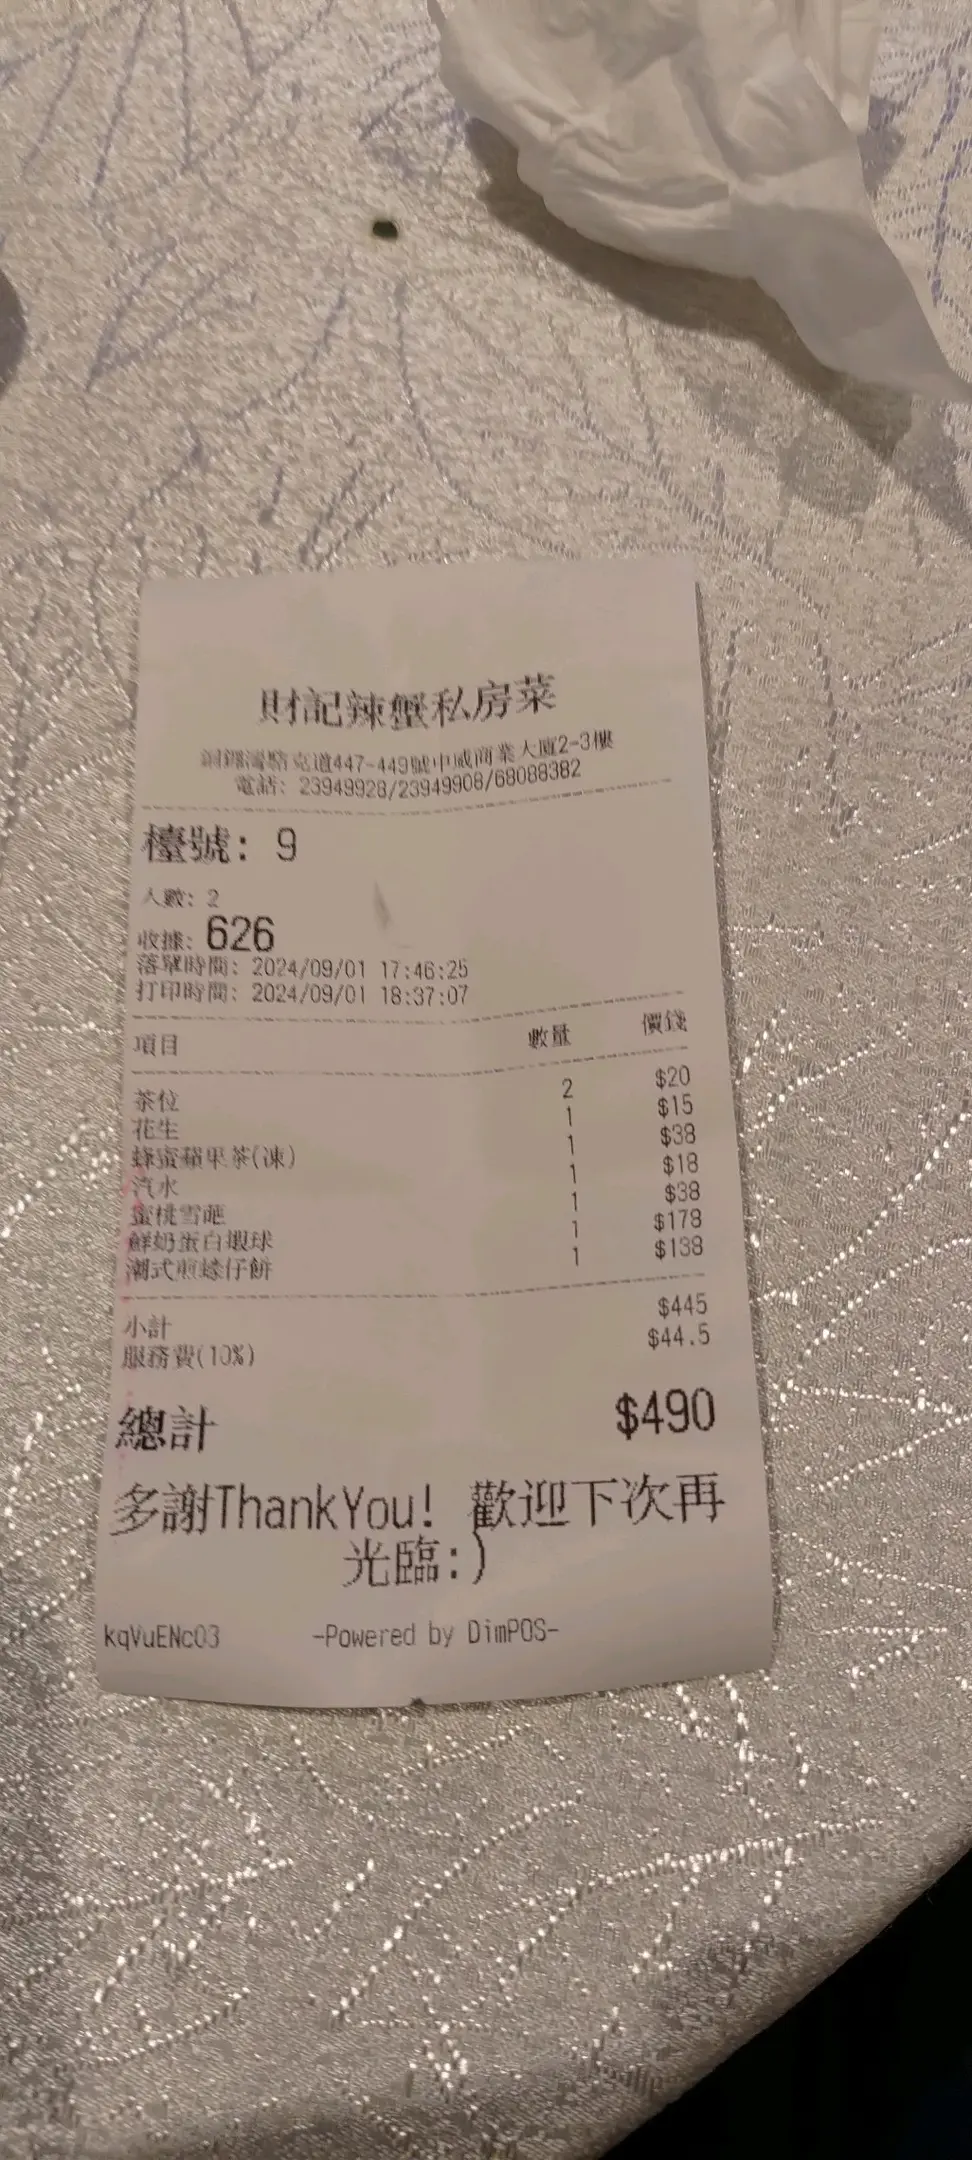 財記辣蟹私房菜
銅鑼灣駱克道447-449號中威商業大廈2-3樓
電話: 23949928/23949908/68088382
檯號: 9
人數: 2
收據: 626
落單時間: 2024/09/01 17:46:25
打印時間: 2024/09/01 18:37:07
項目 數量 價錢
茶位 2 $20
花生 1 $15
蜂蜜蘋果茶(凍) 1 $38
汽水 1 $18
蜜桃雪葩 1 $38
鮮奶蛋白蝦球 1 $178
潮式煎蠔仔餅 1 $138
小計 $445
服務費(10%) $44.5
總計 $490
多謝ThankYou! 歡迎下次再
光臨:)
kqVuENcO3 -Powered by DimPOS-